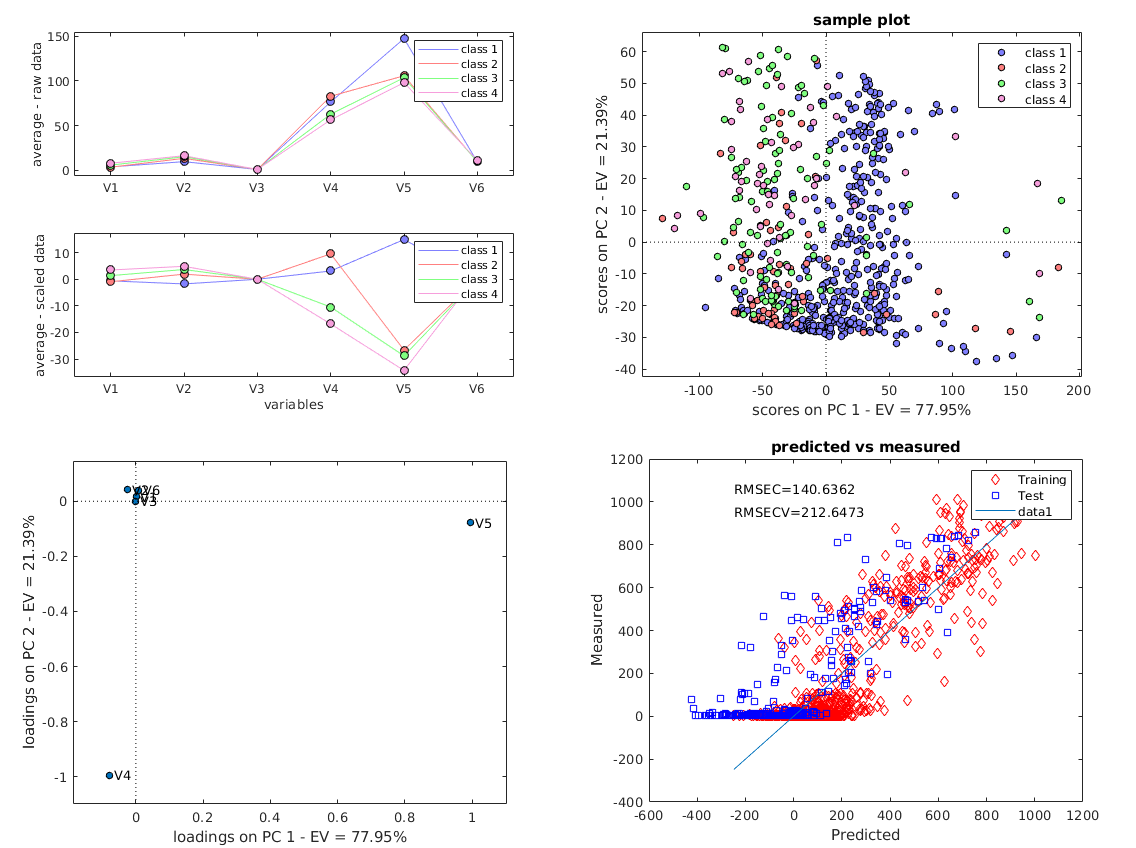 average - raw data
150
100
50
0
V1 V2 V3 V4 V5 V6
class 1
class 2
class 3
class 4
average - scaled data
10
0
-10
-20
-30
V1 V2 V3 V4 V5 V6
variables
class 1
class 2
class 3
class 4
sample plot
scores on PC 2 - EV = 21.39%
60
50
40
30
20
10
0
-10
-20
-30
-40
-100 -50 0 50 100 150 200
scores on PC 1 - EV = 77.95%
class 1
class 2
class 3
class 4
loadings on PC 2 - EV = 21.39%
0
-0.2
-0.4
-0.6
-0.8
-1
0 0.2 0.4 0.6 0.8 1
loadings on PC 1 - EV = 77.95%
V6
V3
V5
V4
predicted vs measured
Measured
1200
1000
800
600
400
200
0
-200
-400
-600 -400 -200 0 200 400 600 800 1000 1200
Predicted
RMSEC=140.6362
RMSECV=212.6473
Training
Test
data1